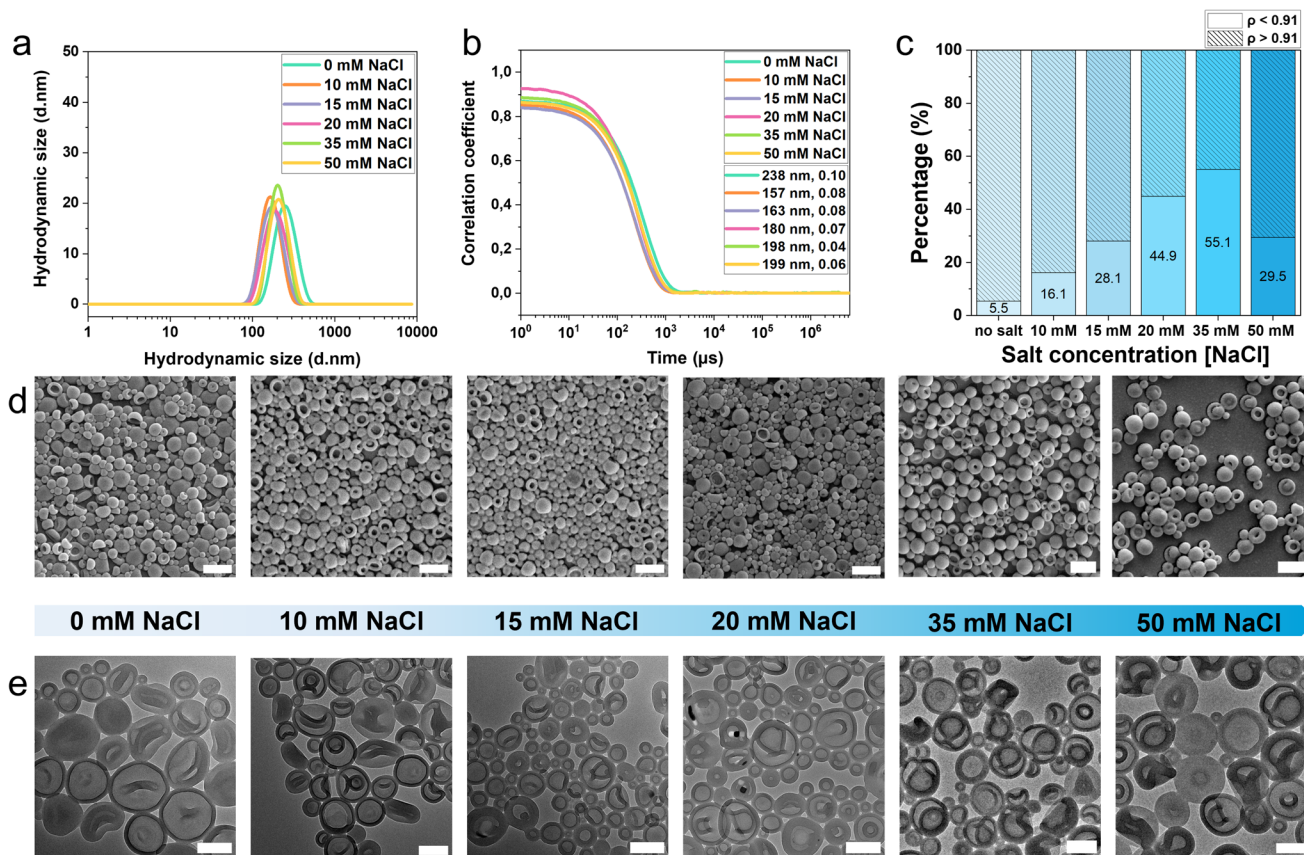 a
50
40
30
20
10
0
Hydrodynamic size (d.nm)
1
10
100
1000
10000
Hydrodynamic size (d.nm)
0 mM NaCl
10 mM NaCl
15 mM NaCl
20 mM NaCl
35 mM NaCl
50 mM NaCl
b
1,0
0,8
0,6
0,4
0,2
0,0
Correlation coefficient
10⁰
10¹
10²
10³
10⁴
10⁵
10⁶
Time (µs)
0 mM NaCl
10 mM NaCl
15 mM NaCl
20 mM NaCl
35 mM NaCl
50 mM NaCl
238 nm, 0.10
157 nm, 0.08
163 nm, 0.08
180 nm, 0.07
198 nm, 0.04
199 nm, 0.06
ρ < 0.91
ρ > 0.91
c
100
80
60
40
20
0
Percentage (%)
5.5
16.1
28.1
44.9
55.1
29.5
no salt
10 mM
15 mM
20 mM
35 mM
50 mM
Salt concentration [NaCl]
d
0 mM NaCl
10 mM NaCl
15 mM NaCl
20 mM NaCl
35 mM NaCl
50 mM NaCl
e